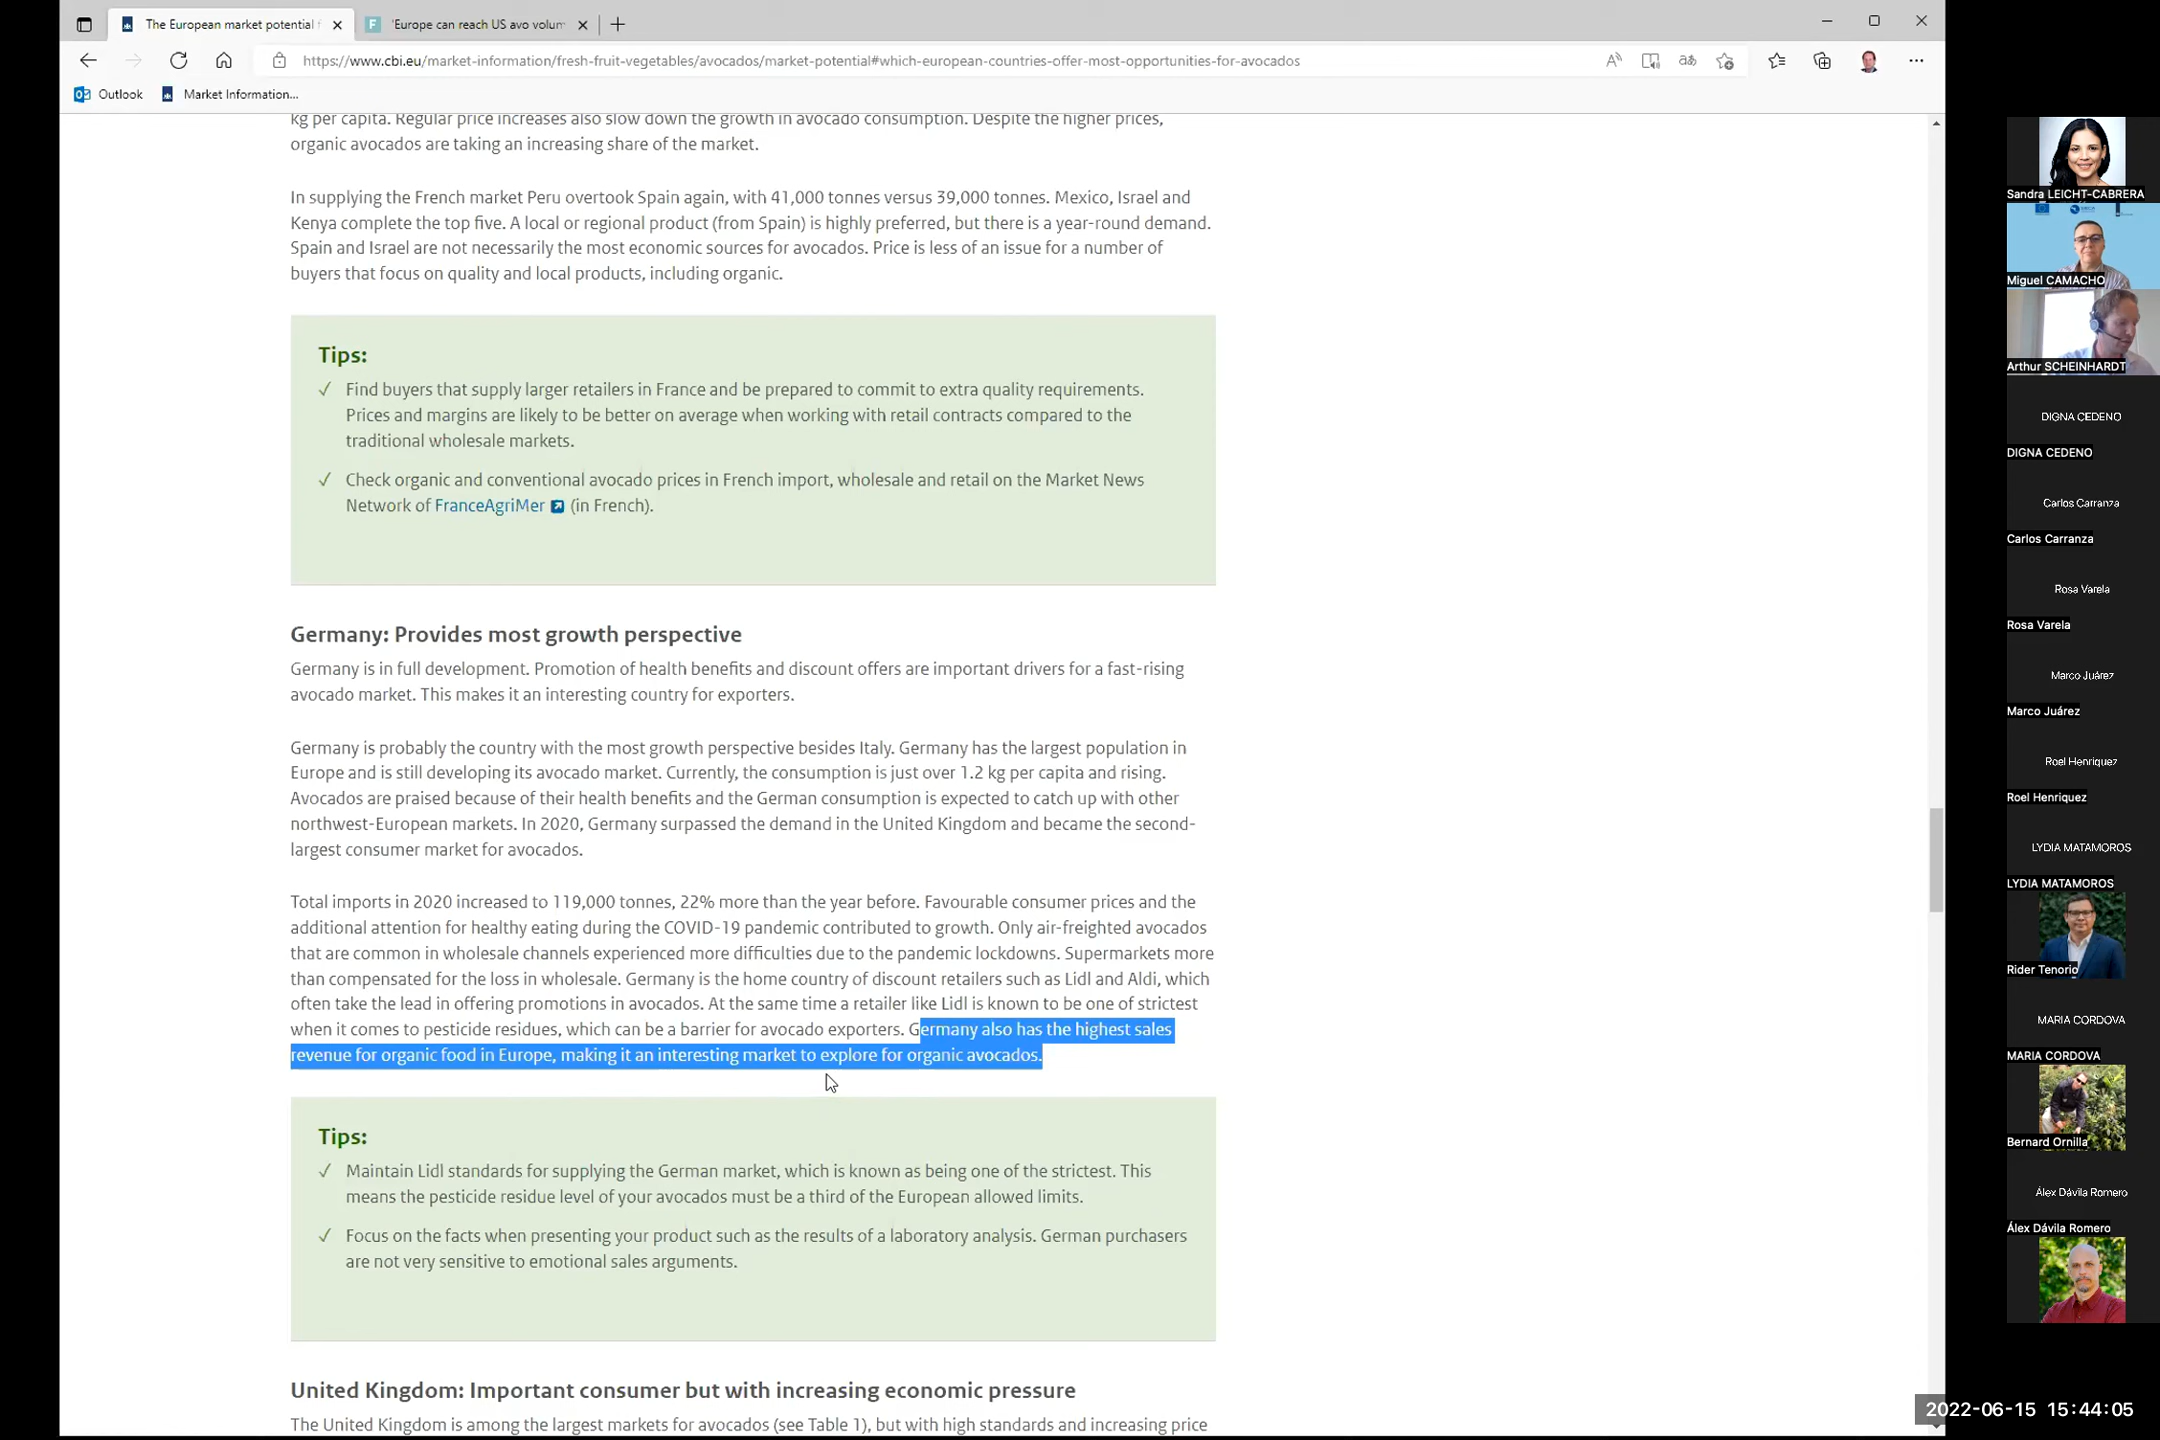 The European market potential f
'Europe can reach US avo volum
https://www.cbi.eu/market-information/fresh-fruit-vegetables/avocados/market-potential#which-european-countries-offer-most-opportunities-for-avocados
Outlook
Market Information...
kg per capita. Regular price increases also slow down the growth in avocado consumption. Despite the higher prices,
organic avocados are taking an increasing share of the market.
In supplying the French market Peru overtook Spain again, with 41,000 tonnes versus 39,000 tonnes. Mexico, Israel and
Kenya complete the top five. A local or regional product (from Spain) is highly preferred, but there is a year-round demand.
Spain and Israel are not necessarily the most economic sources for avocados. Price is less of an issue for a number of
buyers that focus on quality and local products, including organic.
Tips:
✓ Find buyers that supply larger retailers in France and be prepared to commit to extra quality requirements.
Prices and margins are likely to be better on average when working with retail contracts compared to the
traditional wholesale markets.
✓ Check organic and conventional avocado prices in French import, wholesale and retail on the Market News
Network of FranceAgriMer (in French).
Germany: Provides most growth perspective
Germany is in full development. Promotion of health benefits and discount offers are important drivers for a fast-rising
avocado market. This makes it an interesting country for exporters.
Germany is probably the country with the most growth perspective besides Italy. Germany has the largest population in
Europe and is still developing its avocado market. Currently, the consumption is just over 1.2 kg per capita and rising.
Avocados are praised because of their health benefits and the German consumption is expected to catch up with other
northwest-European markets. In 2020, Germany surpassed the demand in the United Kingdom and became the second-
largest consumer market for avocados.
Total imports in 2020 increased to 119,000 tonnes, 22% more than the year before. Favourable consumer prices and the
additional attention for healthy eating during the COVID-19 pandemic contributed to growth. Only air-freighted avocados
that are common in wholesale channels experienced more difficulties due to the pandemic lockdowns. Supermarkets more
than compensated for the loss in wholesale. Germany is the home country of discount retailers such as Lidl and Aldi, which
often take the lead in offering promotions in avocados. At the same time a retailer like Lidl is known to be one of strictest
when it comes to pesticide residues, which can be a barrier for avocado exporters. Germany also has the highest sales
revenue for organic food in Europe, making it an interesting market to explore for organic avocados.
Tips:
✓ Maintain Lidl standards for supplying the German market, which is known as being one of the strictest. This
means the pesticide residue level of your avocados must be a third of the European allowed limits.
✓ Focus on the facts when presenting your product such as the results of a laboratory analysis. German purchasers
are not very sensitive to emotional sales arguments.
United Kingdom: Important consumer but with increasing economic pressure
The United Kingdom is among the largest markets for avocados (see Table 1), but with high standards and increasing price
Sandra LEICHT-CABRERA
Miguel CAMACHO
Arthur SCHEINHARDT
DIGNA CEDENO
DIGNA CEDENO
Carlos Carranza
Carlos Carranza
Rosa Varela
Rosa Varela
Marco Juárez
Marco Juárez
Roel Henriquez
Roel Henriquez
LYDIA MATAMOROS
LYDIA MATAMOROS
Rider Tenorio
MARIA CORDOVA
MARIA CORDOVA
Bernard Ornilla
Álex Dávila Romero
Álex Dávila Romero
2022-06-15 15:44:05